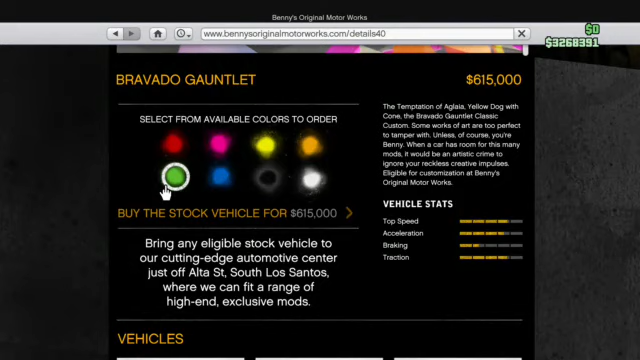 Benny's Original Motor Works
www.bennysoriginalmotorworks.com/details40
$0
$3268391
BRAVADO GAUNTLET
$615,000
SELECT FROM AVAILABLE COLORS TO ORDER
BUY THE STOCK VEHICLE FOR $615,000
Bring any eligible stock vehicle to
our cutting-edge automotive center
just off Alta St, South Los Santos,
where we can fit a range of
high-end, exclusive mods.
The Temptation of Aglaia, Yellow Dog with
Cone, the Bravado Gauntlet Classic
Custom. Some works of art are too perfect
to tamper with. Unless, of course, you're
Benny. When a car has room for this many
mods, it would be an artistic crime to
ignore your reckless creative impulses.
Eligible for customization at Benny's
Original Motor Works.
VEHICLE STATS
Top Speed
Acceleration
Braking
Traction
VEHICLES